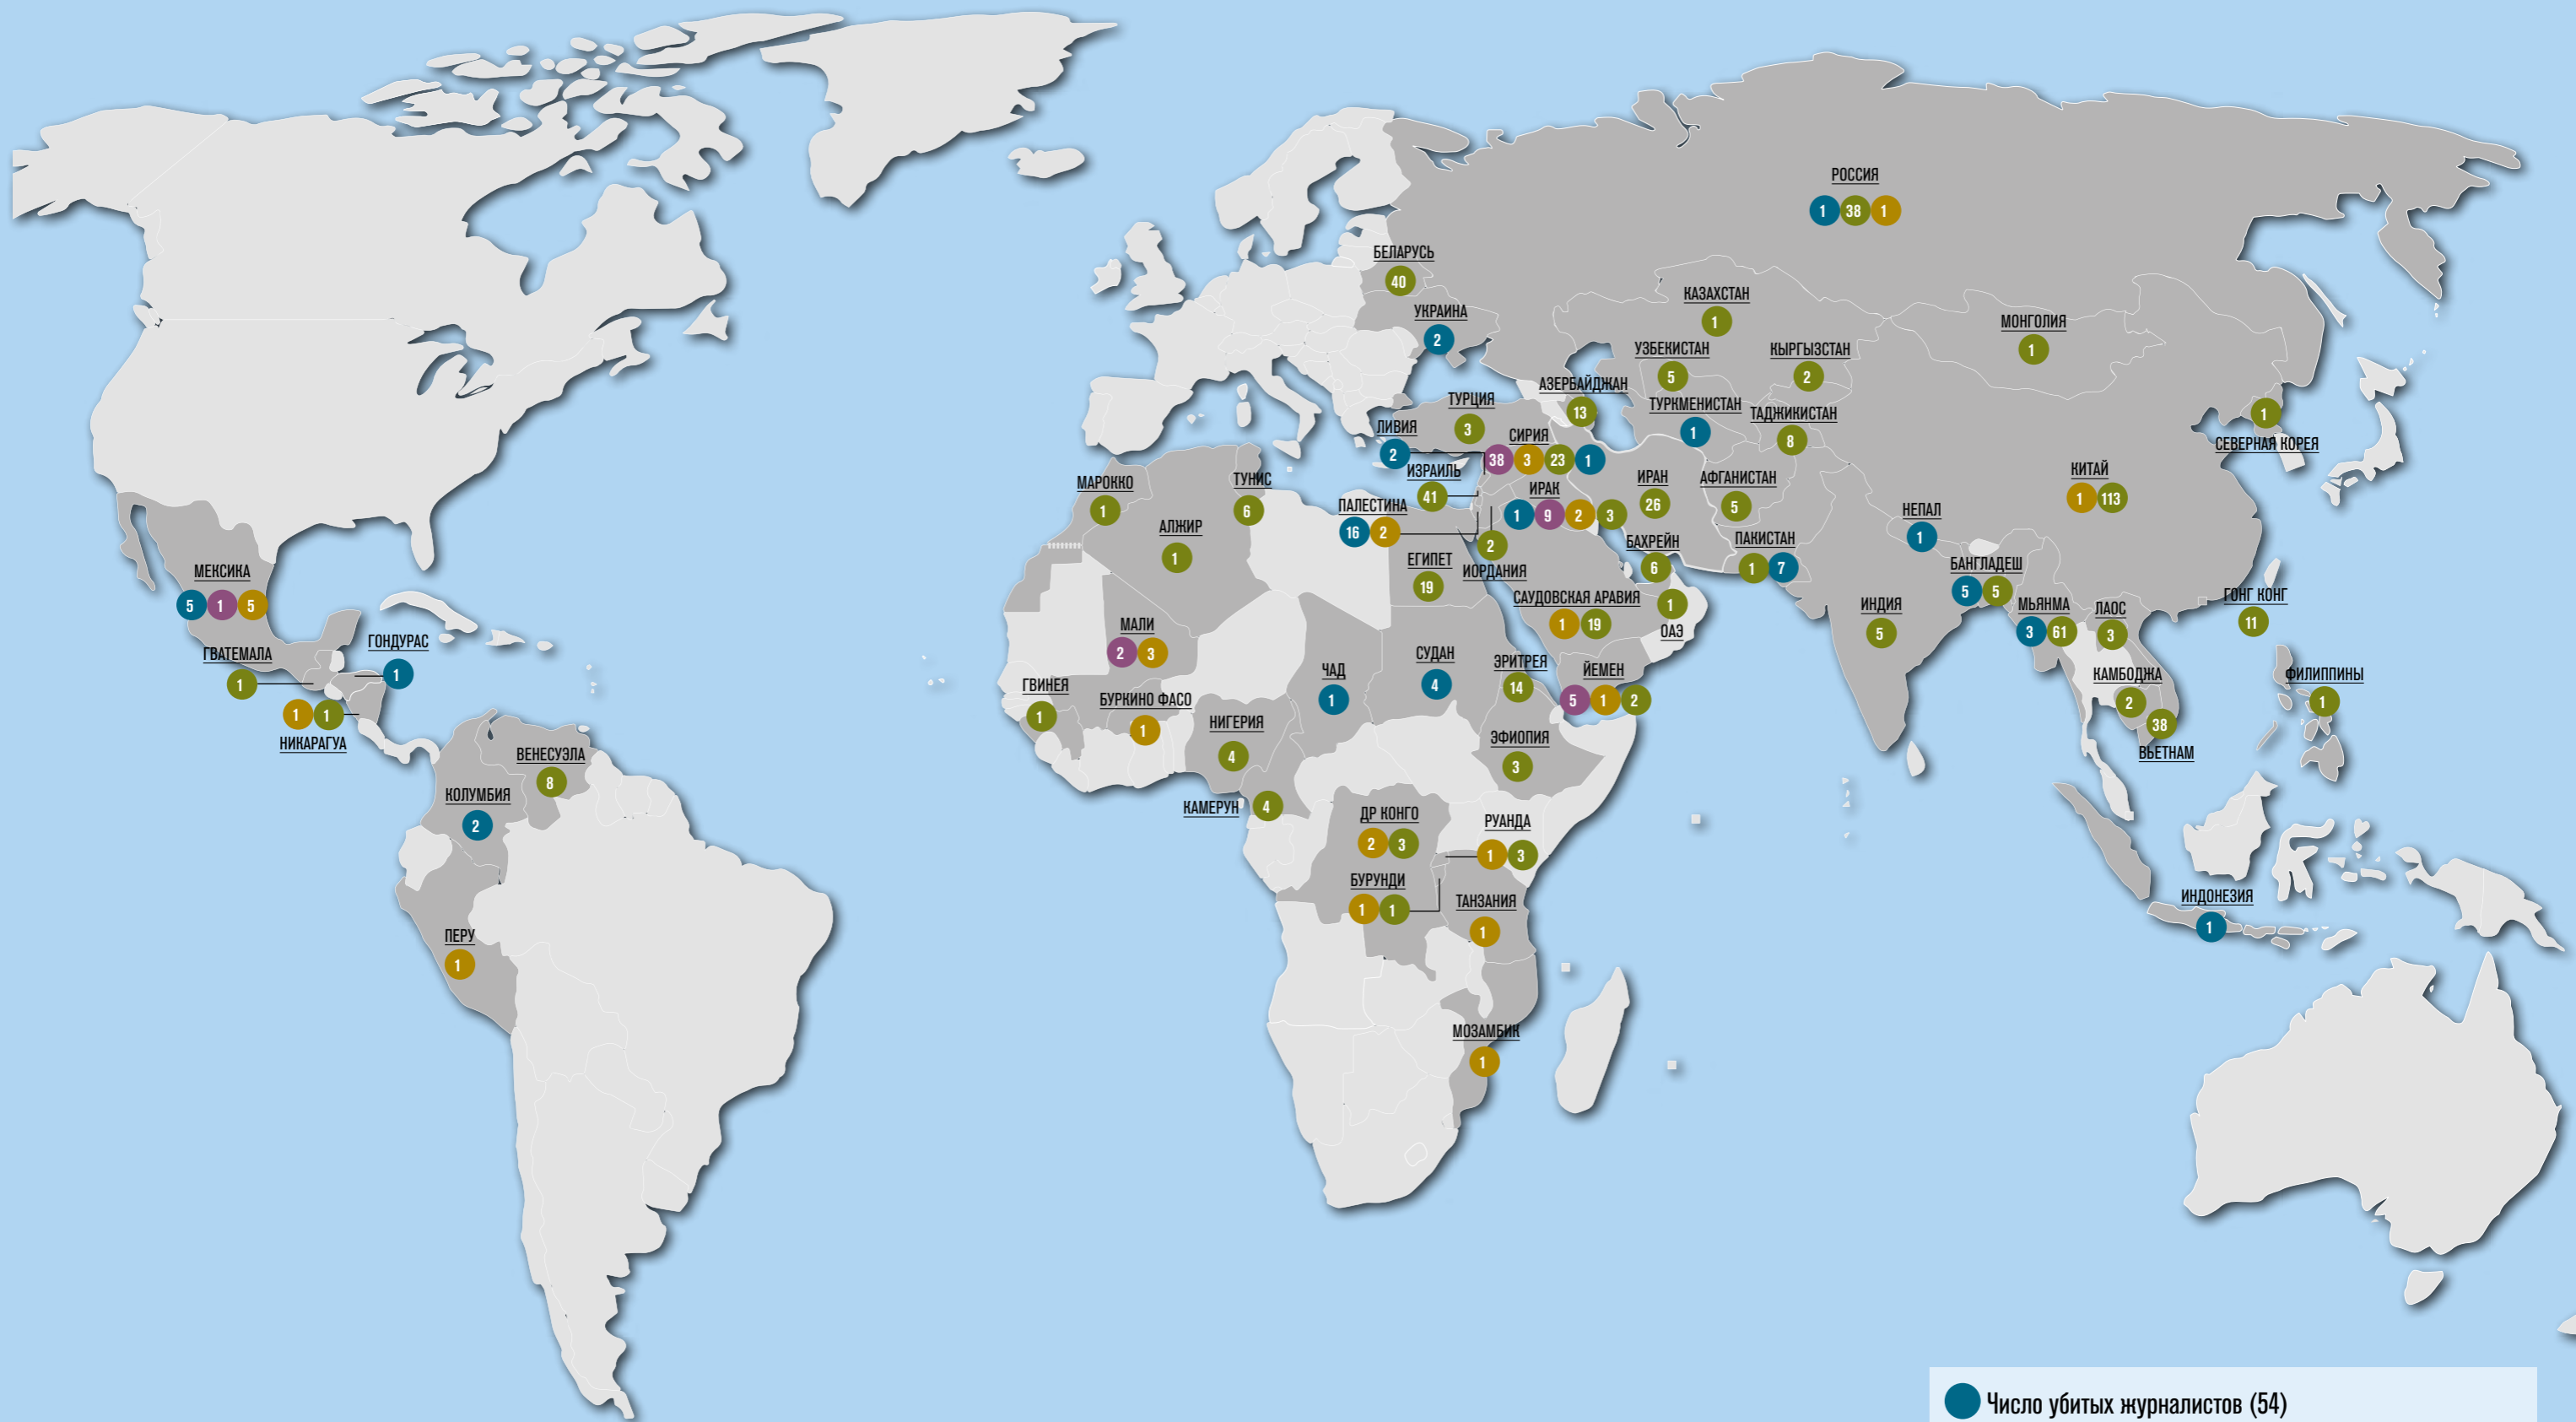 РОССИЯ
1 38 1
БЕЛАРУСЬ
40
УКРАИНА
2
КАЗАХСТАН
1
МОНГОЛИЯ
1
УЗБЕКИСТАН
5
КЫРГЫЗСТАН
2
АЗЕРБАЙДЖАН
13
ТУРКМЕНИСТАН
1
ТАДЖИКИСТАН
8
ТУРЦИЯ
3
ЛИВИЯ
2
СИРИЯ
38 3 23 1
1
СЕВЕРНАЯ КОРЕЯ
ИЗРАИЛЬ
41
ПАЛЕСТИНА
16 2
ИРАК
1 9 2 3
ИРАН
26
АФГАНИСТАН
5
КИТАЙ
1 113
МАРОККО
1
ТУНИС
6
АЛЖИР
1
ЕГИПЕТ
19
2
ИОРДАНИЯ
БАХРЕЙН
6
ПАКИСТАН
1 7
НЕПАЛ
1
БАНГЛАДЕШ
5 5
САУДОВСКАЯ АРАВИЯ
1 19
1
ОАЭ
ИНДИЯ
5
МЬЯНМА
3 61
ЛАОС
3
ГОНГ КОНГ
11
МЕКСИКА
5 1 5
ГОНДУРАС
1
ГВАТЕМАЛА
1
1 1
НИКАРАГУА
МАЛИ
2 3
ГВИНЕЯ
1
БУРКИНО ФАСО
1
НИГЕРИЯ
4
ЧАД
1
СУДАН
4
ЭРИТРЕЯ
14
ЙЕМЕН
5 1 2
КАМБОДЖА
2
38
ВЬЕТНАМ
ФИЛИППИНЫ
1
ВЕНЕСУЭЛА
8
КОЛУМБИЯ
2
ПЕРУ
1
ЭФИОПИЯ
3
КАМЕРУН 4
ДР КОНГО
2 3
РУАНДА
1 3
БУРУНДИ
1 1
ТАНЗАНИЯ
1
МОЗАМБИК
1
ИНДОНЕЗИЯ
1
Число убитых журналистов (54)